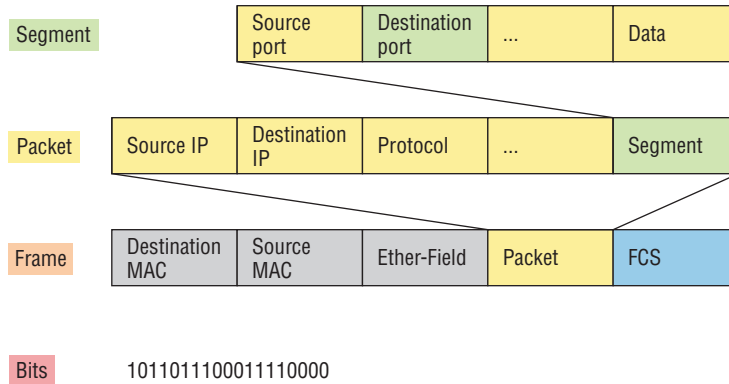 Segment
Source port
Destination port
...
Data
Packet
Source IP
Destination IP
Protocol
...
Segment
Frame
Destination MAC
Source MAC
Ether-Field
Packet
FCS
Bits
1011011100011110000